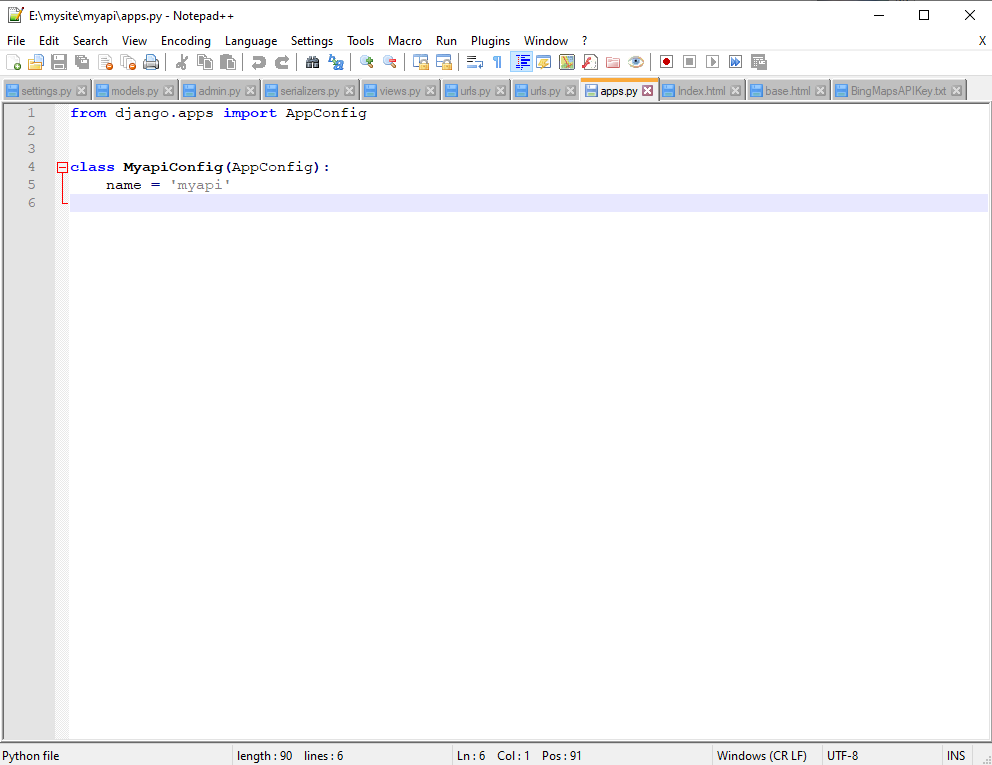 E:\mysite\myapi\apps.py - Notepad++
File Edit Search View Encoding Language Settings Tools Macro Run Plugins Window ? X
settings.py models.py admin.py serializers.py views.py urls.py urls.py apps.py Index.html base.html BingMapsAPIKey.txt
1 from django.apps import AppConfig
2
3
4 class MyapiConfig(AppConfig):
5 name = 'myapi'
6
Python file length : 90 lines : 6 Ln : 6 Col : 1 Pos : 91 Windows (CR LF) UTF-8 INS